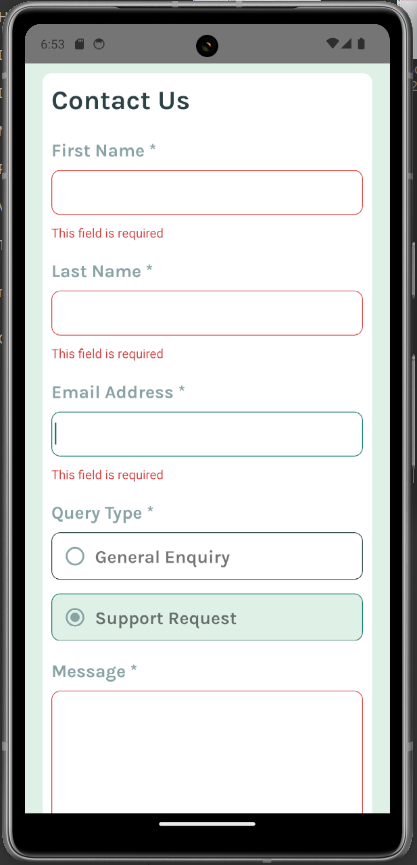 6:53
Contact Us
First Name *
This field is required
Last Name *
This field is required
Email Address *
This field is required
Query Type *
General Enquiry
Support Request
Message *